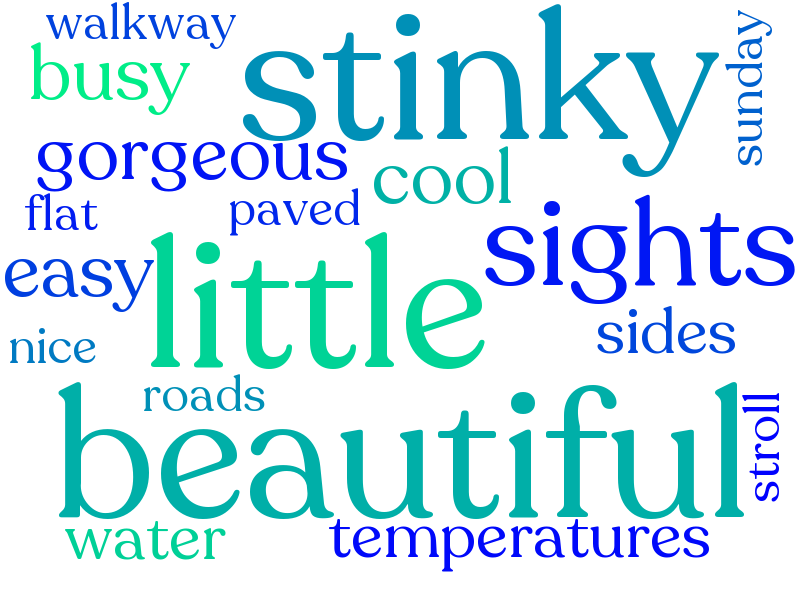 walkway
stinky
sunday
busy
gorgeous
cool
flat
paved
sights
easy
little
nice
sides
roads
beautiful
stroll
water
temperatures